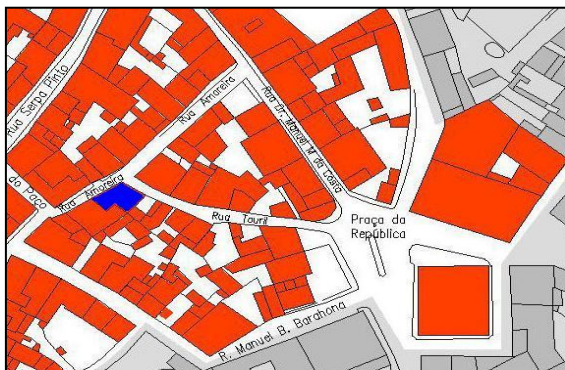 Rua Serpa Pinto
Rua Amoreira
Rua Dr. Manuel M. da Costa
do Paço
Rua Amoreira
Rua Touril
Praça da
República
R. Manuel B. Barahona